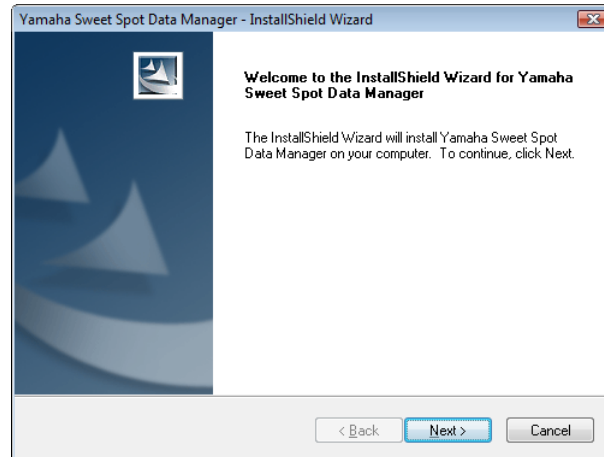 Yamaha Sweet Spot Data Manager - InstallShield Wizard
Welcome to the InstallShield Wizard for Yamaha
Sweet Spot Data Manager
The InstallShield Wizard will install Yamaha Sweet Spot
Data Manager on your computer. To continue, click Next.
< Back Next > Cancel